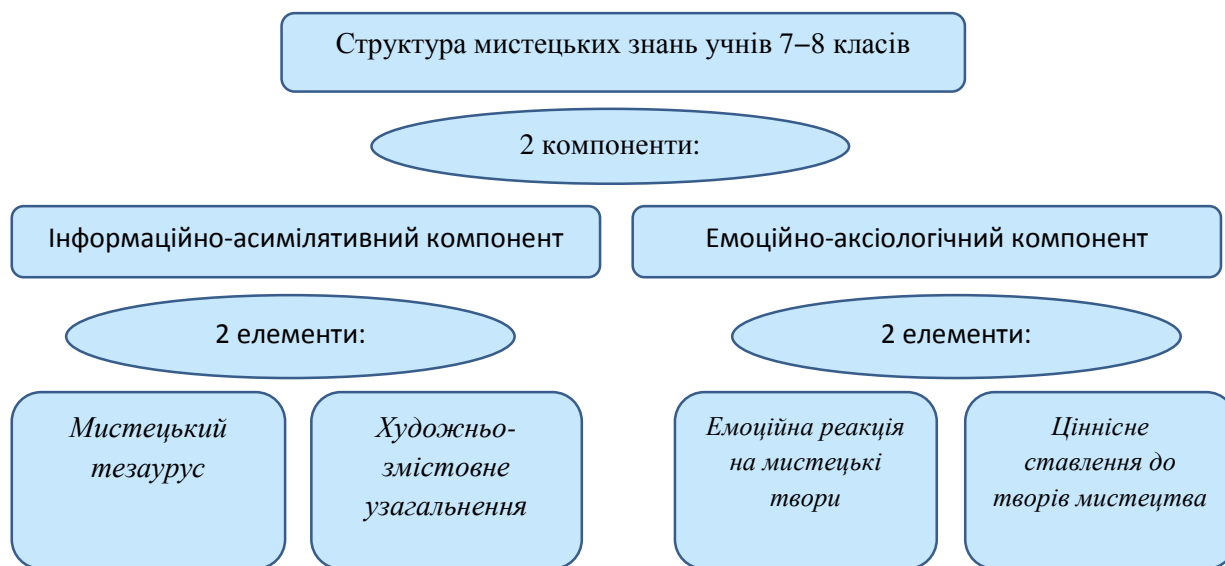 Структура мистецьких знань учнів 7–8 класів
2 компоненти:
Інформаційно-асимілятивний компонент
Емоційно-аксіологічний компонент
2 елементи:
2 елементи:
Мистецький
тезаурус
Художньо-
змістовне
узагальнення
Емоційна реакція
на мистецькі
твори
Ціннісне
ставлення до
творів мистецтва